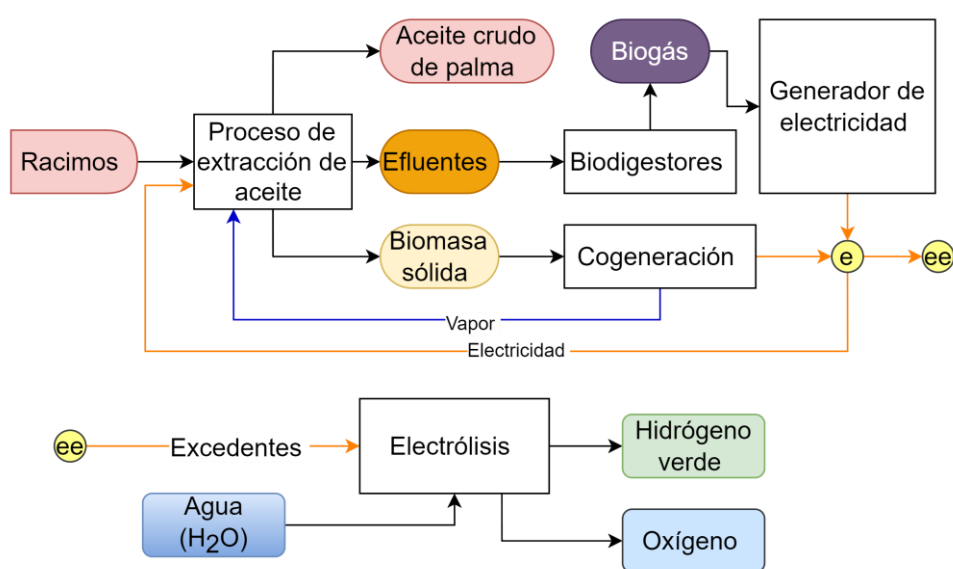 Aceite crudo
de palma
Biogás
Generador de
electricidad
Racimos
Proceso de
extracción de
aceite
Efluentes
Biodigestores
Biomasa
sólida
Cogeneración
e
ee
Vapor
Electricidad
ee
Excedentes
Electrólisis
Hidrógeno
verde
Agua
(H₂O)
Oxígeno